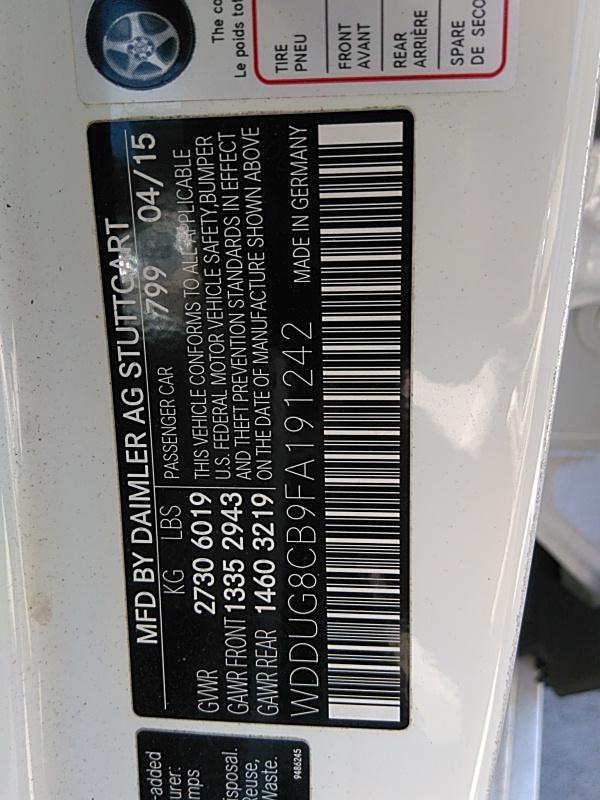 MFD BY DAIMLER AG STUTTGART
KG LBS PASSENGER CAR 799 04/15
GWR 2730 6019 THIS VEHICLE CONFORMS TO ALL APPLICABLE
U.S. FEDERAL MOTOR VEHICLE SAFETY, BUMPER
GAWR FRONT 1335 2943 AND THEFT PREVENTION STANDARDS IN EFFECT
GAWR REAR 1460 3219 ON THE DATE OF MANUFACTURE SHOWN ABOVE
WDDUG8CB9FA191242 MADE IN GERMANY
The co
Le poids tot
TIRE
PNEU
FRONT
AVANT
REAR
ARRIÈRE
SPARE
DE SECO
-added
urer:
mps
isposal.
Reuse,
Waste.
9486245